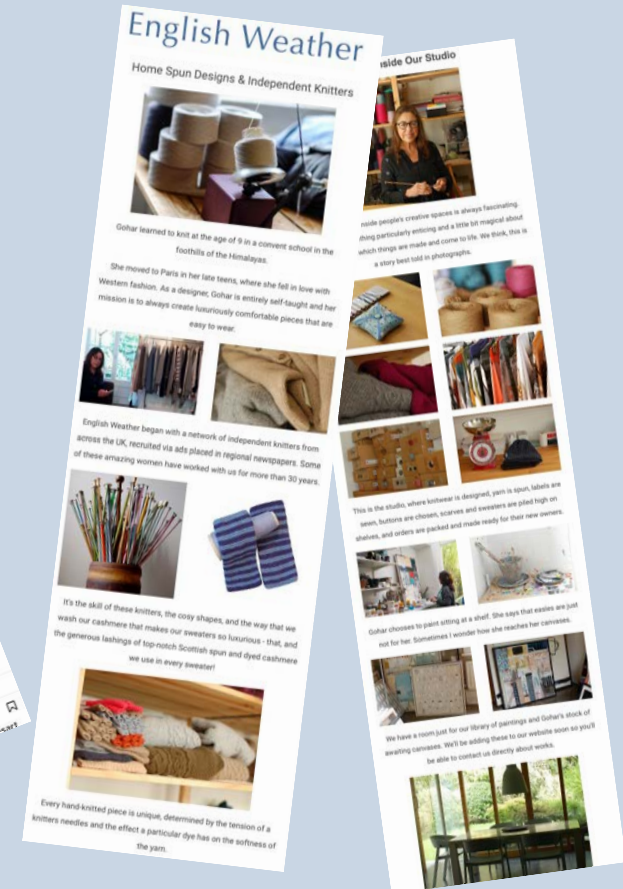 English Weather
Home Spun Designs & Independent Knitters
Gohar learned to knit at the age of 9 in a convent school in the
foothills of the Himalayas.
She moved to Paris in her late teens, where she fell in love with
Western fashion. As a designer, Gohar is entirely self-taught and her
mission is to always create luxuriously comfortable pieces that are
easy to wear.
English Weather began with a network of independent knitters from
across the UK, recruited via ads placed in regional newspapers. Some
of these amazing women have worked with us for more than 30 years.
It's the skill of these knitters, the cosy shapes, and the way that we
wash our cashmere that makes our sweaters so luxurious - that, and
the generous lashings of top-notch Scottish spun and dyed cashmere
we use in every sweater!
Every hand-knitted piece is unique, determined by the tension of a
knitters needles and the effect a particular dye has on the softness of
the yarn.
Our Studio
people's creative spaces is always fascinating.
particularly enticing and a little bit magical about
which things are made and come to life. We think, this is
a story best told in photographs.
This is the studio, where knitwear is designed, yarn is spun, labels are
sewn, buttons are chosen, scarves and sweaters are piled high on
shelves, and orders are packed and made ready for their new owners.
Gohar chooses to paint sitting at a shelf. She says that easles are just
not for her. Sometimes I wonder how she reaches her canvases.
We have a room just for our library of paintings and Gohar's stock of
awaiting canvases. We'll be adding these to our website soon so you'll
be able to contact us directly about works.